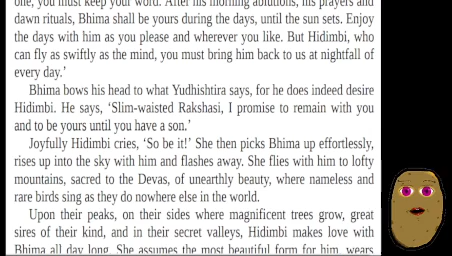 one, you must keep your word. After his morning ablutions, his prayers and
dawn rituals, Bhima shall be yours during the days, until the sun sets. Enjoy
the days with him as you please and wherever you like. But Hidimbi, who
can fly as swiftly as the mind, you must bring him back to us at nightfall of
every day.’
Bhima bows his head to what Yudhishtira says, for he does indeed desire
Hidimbi. He says, ‘Slim-waisted Rakshasi, I promise to remain with you
and to be yours until you have a son.’
Joyfully Hidimbi cries, ‘So be it!’ She then picks Bhima up effortlessly,
rises up into the sky with him and flashes away. She flies with him to lofty
mountains, sacred to the Devas, of unearthly beauty, where nameless and
rare birds sing as they do nowhere else in the world.
Upon their peaks, on their sides where magnificent trees grow, great
sires of their kind, and in their secret valleys, Hidimbi makes love with
Bhima all day long. She assumes the most beautiful form for him, wears